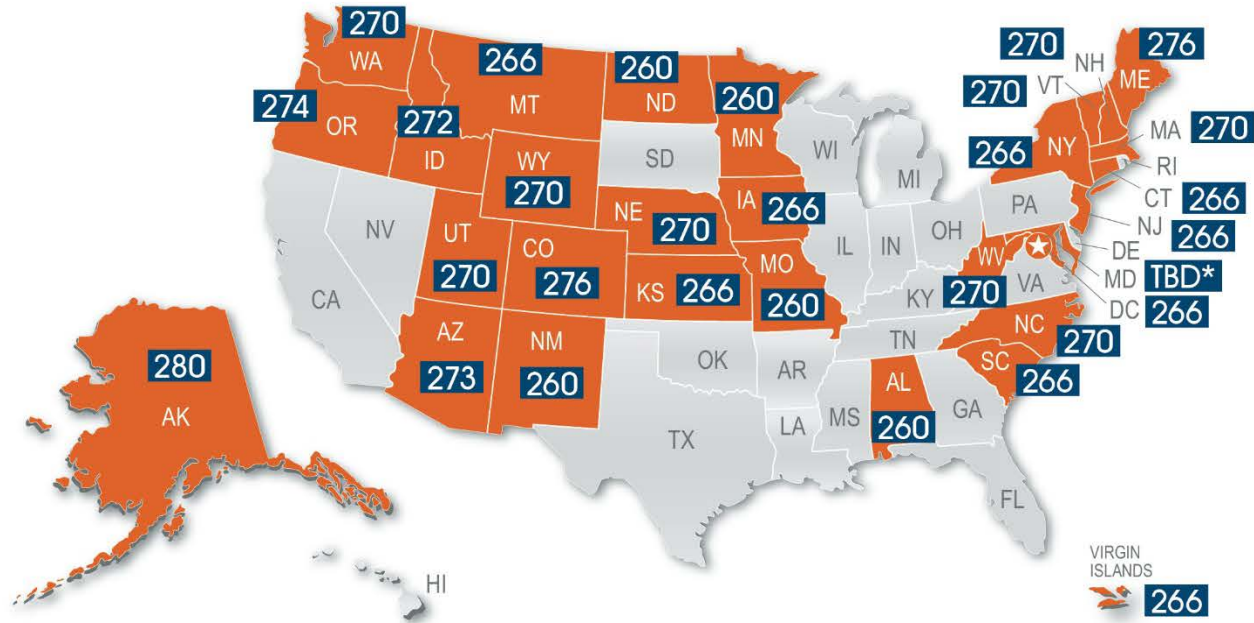 270
WA
266
MT
260
ND
260
MN
274
OR
272
ID
WY
270
SD
WI
MI
270
NH
276
ME
270
VT
MA
270
266
NY
RI
CT
266
NJ
266
PA
DE
MD
TBD*
DC
266
NV
UT
270
CO
276
NE
270
IA
266
IL
IN
OH
WV
270
VA
CA
KS
266
MO
260
KY
NC
270
AZ
273
NM
260
OK
AR
TN
SC
266
TX
LA
MS
AL
260
GA
FL
280
AK
HI
VIRGIN
ISLANDS
266